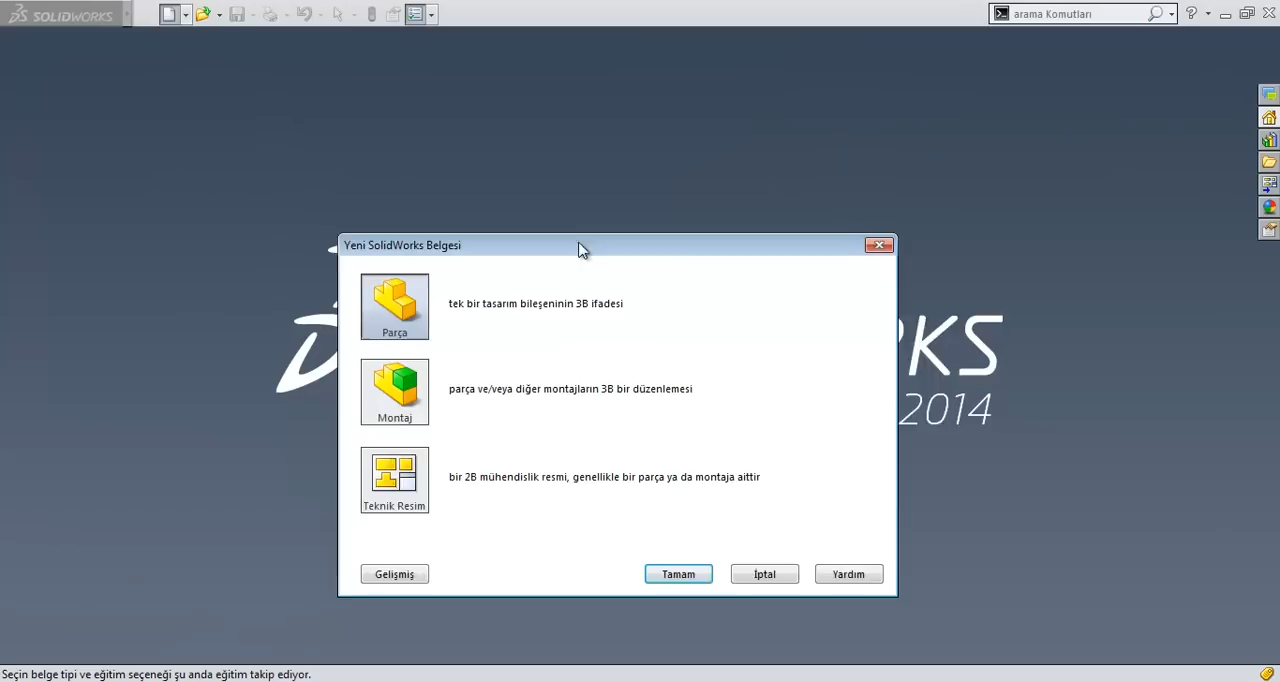 SOLIDWORKS
arama Komutları
Yeni SolidWorks Belgesi
Parça
tek bir tasarım bileşeninin 3B ifadesi
Montaj
parça ve/veya diğer montajların 3B bir düzenlemesi
RKS
2014
Teknik Resim
bir 2B mühendislik resmi, genellikle bir parça ya da montaja aittir
Gelişmiş
Tamam
İptal
Yardım
Seçin belge tipi ve eğitim seçeneği şu anda eğitim takip ediyor.